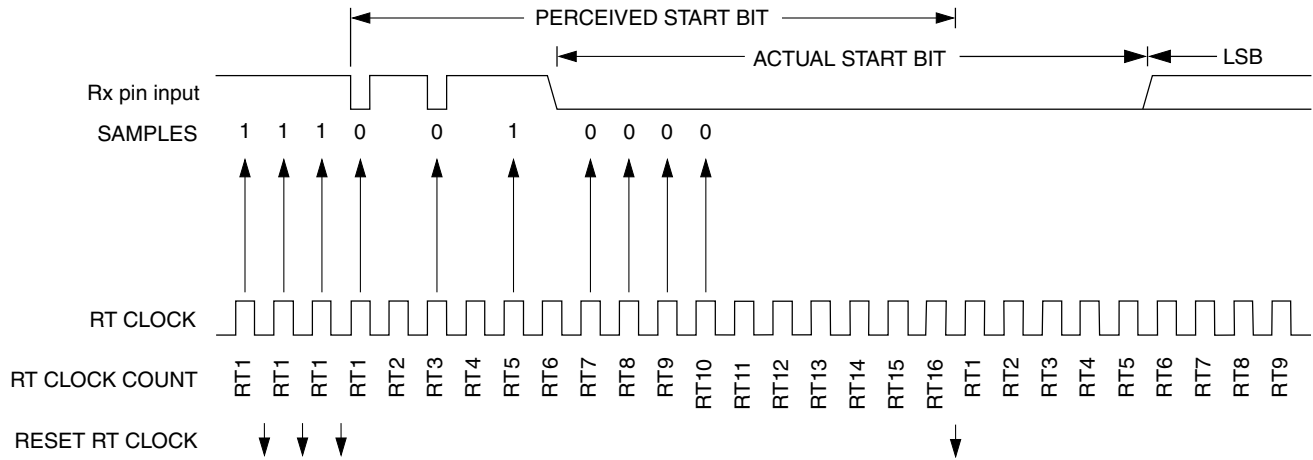 PERCEIVED START BIT
ACTUAL START BIT
LSB
Rx pin input
SAMPLES 1 1 1 0 0 1 0 0 0 0
RT CLOCK
RT CLOCK COUNT RT1 RT1 RT1 RT1 RT2 RT3 RT4 RT5 RT6 RT7 RT8 RT9 RT10 RT11 RT12 RT13 RT14 RT15 RT16 RT1 RT2 RT3 RT4 RT5 RT6 RT7 RT8 RT9
RESET RT CLOCK